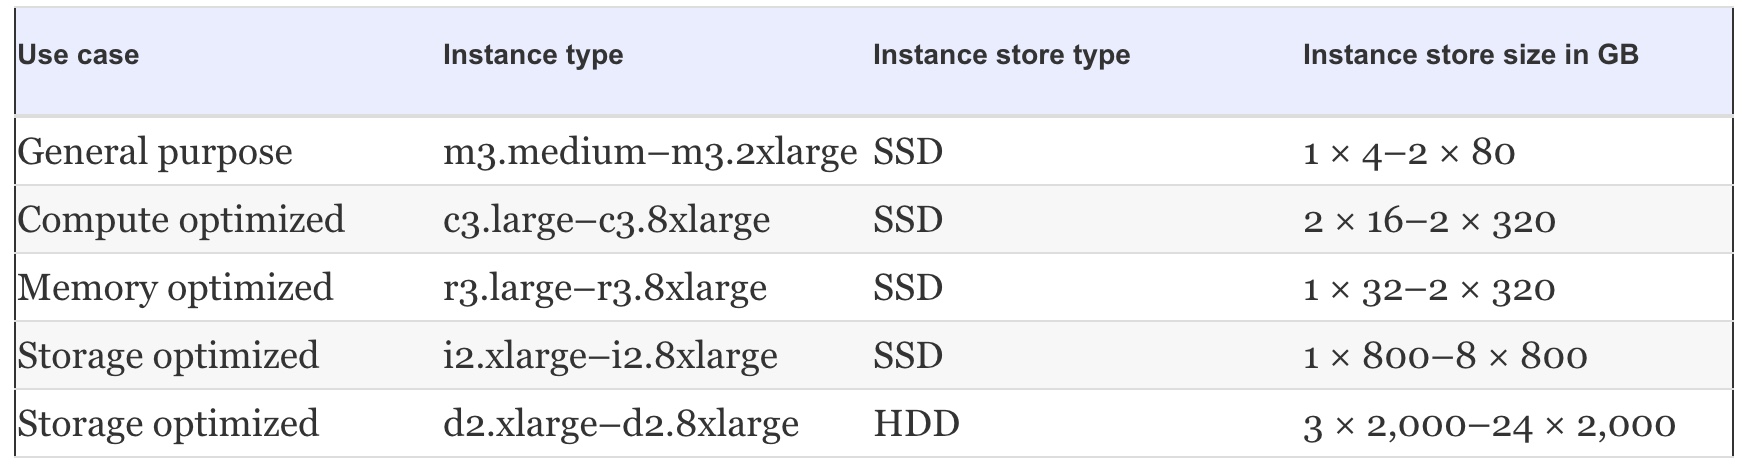 Use case Instance type Instance store type Instance store size in GB
General purpose m3.medium–m3.2xlarge SSD 1 × 4–2 × 80
Compute optimized c3.large–c3.8xlarge SSD 2 × 16–2 × 320
Memory optimized r3.large–r3.8xlarge SSD 1 × 32–2 × 320
Storage optimized i2.xlarge–i2.8xlarge SSD 1 × 800–8 × 800
Storage optimized d2.xlarge–d2.8xlarge HDD 3 × 2,000–24 × 2,000